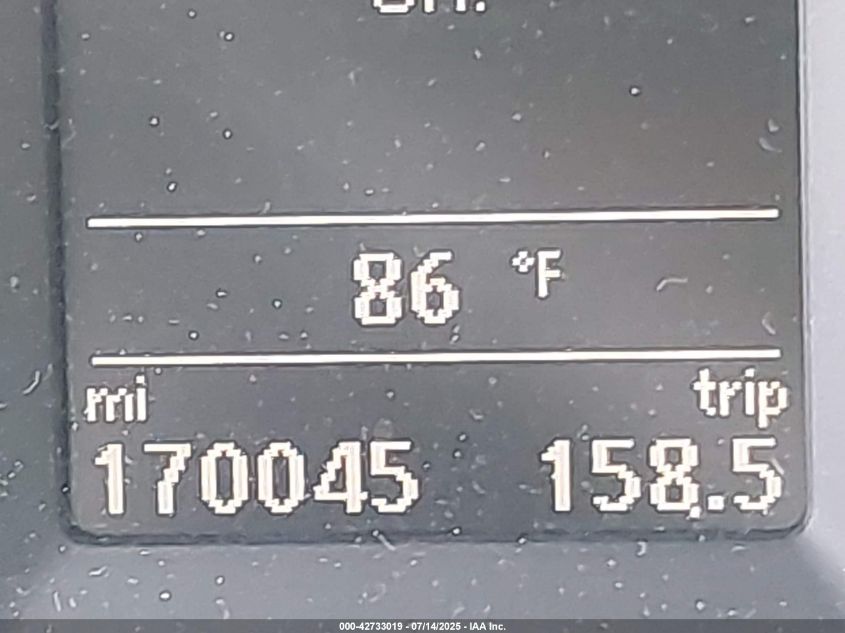 86 °F
mi trip
170045 158.5
000-42733019 - 07/14/2025 - IAA Inc.